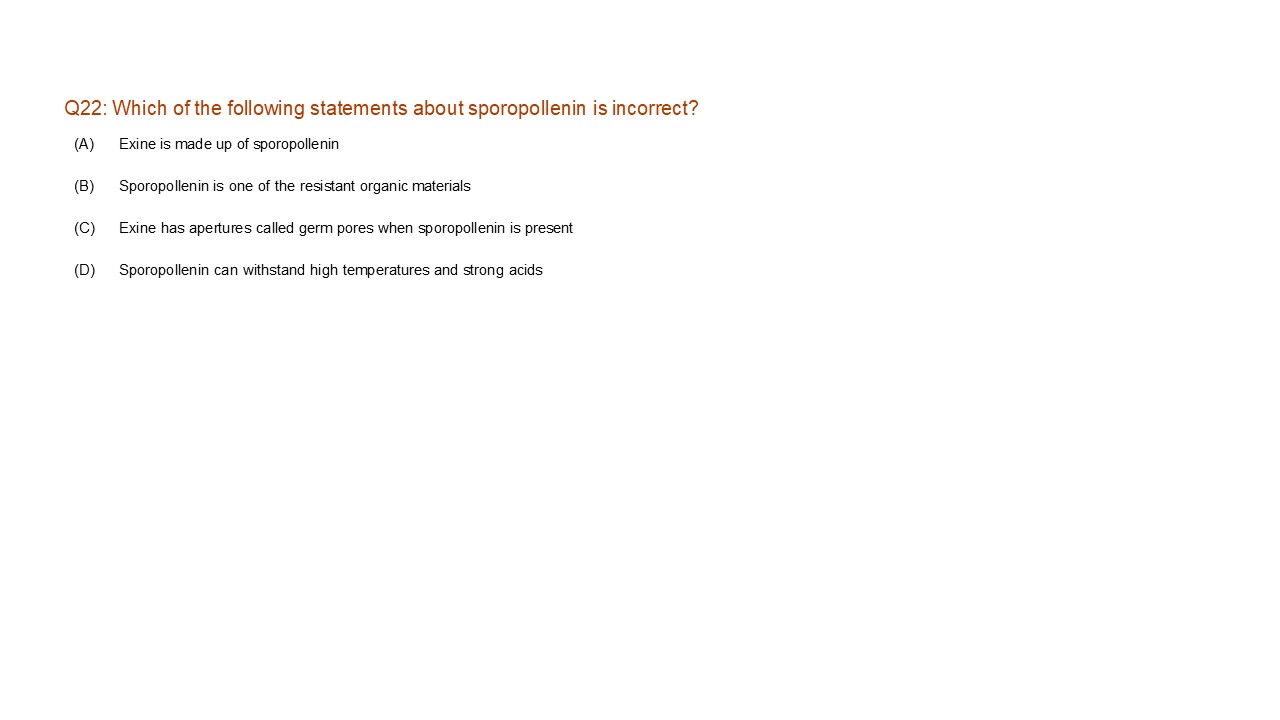 Q22: Which of the following statements about sporopollenin is incorrect?
(A) Exine is made up of sporopollenin
(B) Sporopollenin is one of the resistant organic materials
(C) Exine has apertures called germ pores when sporopollenin is present
(D) Sporopollenin can withstand high temperatures and strong acids